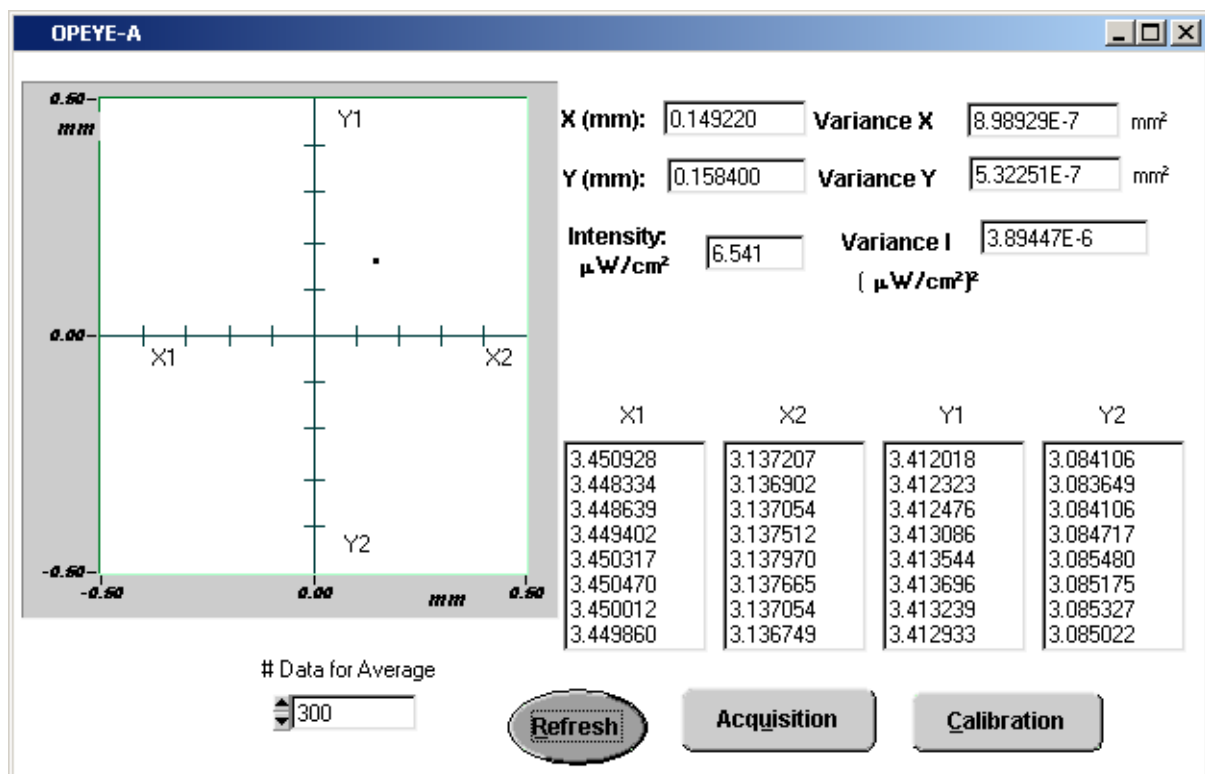 OPEYE-A
0.50
mm
Y1
0.00
X1
X2
Y2
-0.50
-0.50
0.00
mm
0.50
X (mm): 0.149220 Variance X 8.98929E-7 mm²
Y (mm): 0.158400 Variance Y 5.32251E-7 mm²
Intensity: 6.541 Variance I 3.89447E-6
μW/cm² ( μW/cm²)²
X1 X2 Y1 Y2
3.450928 3.137207 3.412018 3.084106
3.448334 3.136902 3.412323 3.083649
3.448639 3.137054 3.412476 3.084106
3.449402 3.137512 3.413086 3.084717
3.450317 3.137970 3.413544 3.085480
3.450470 3.137665 3.413696 3.085175
3.450012 3.137054 3.413239 3.085327
3.449860 3.136749 3.412933 3.085022
# Data for Average
300
Refresh Acquisition Calibration